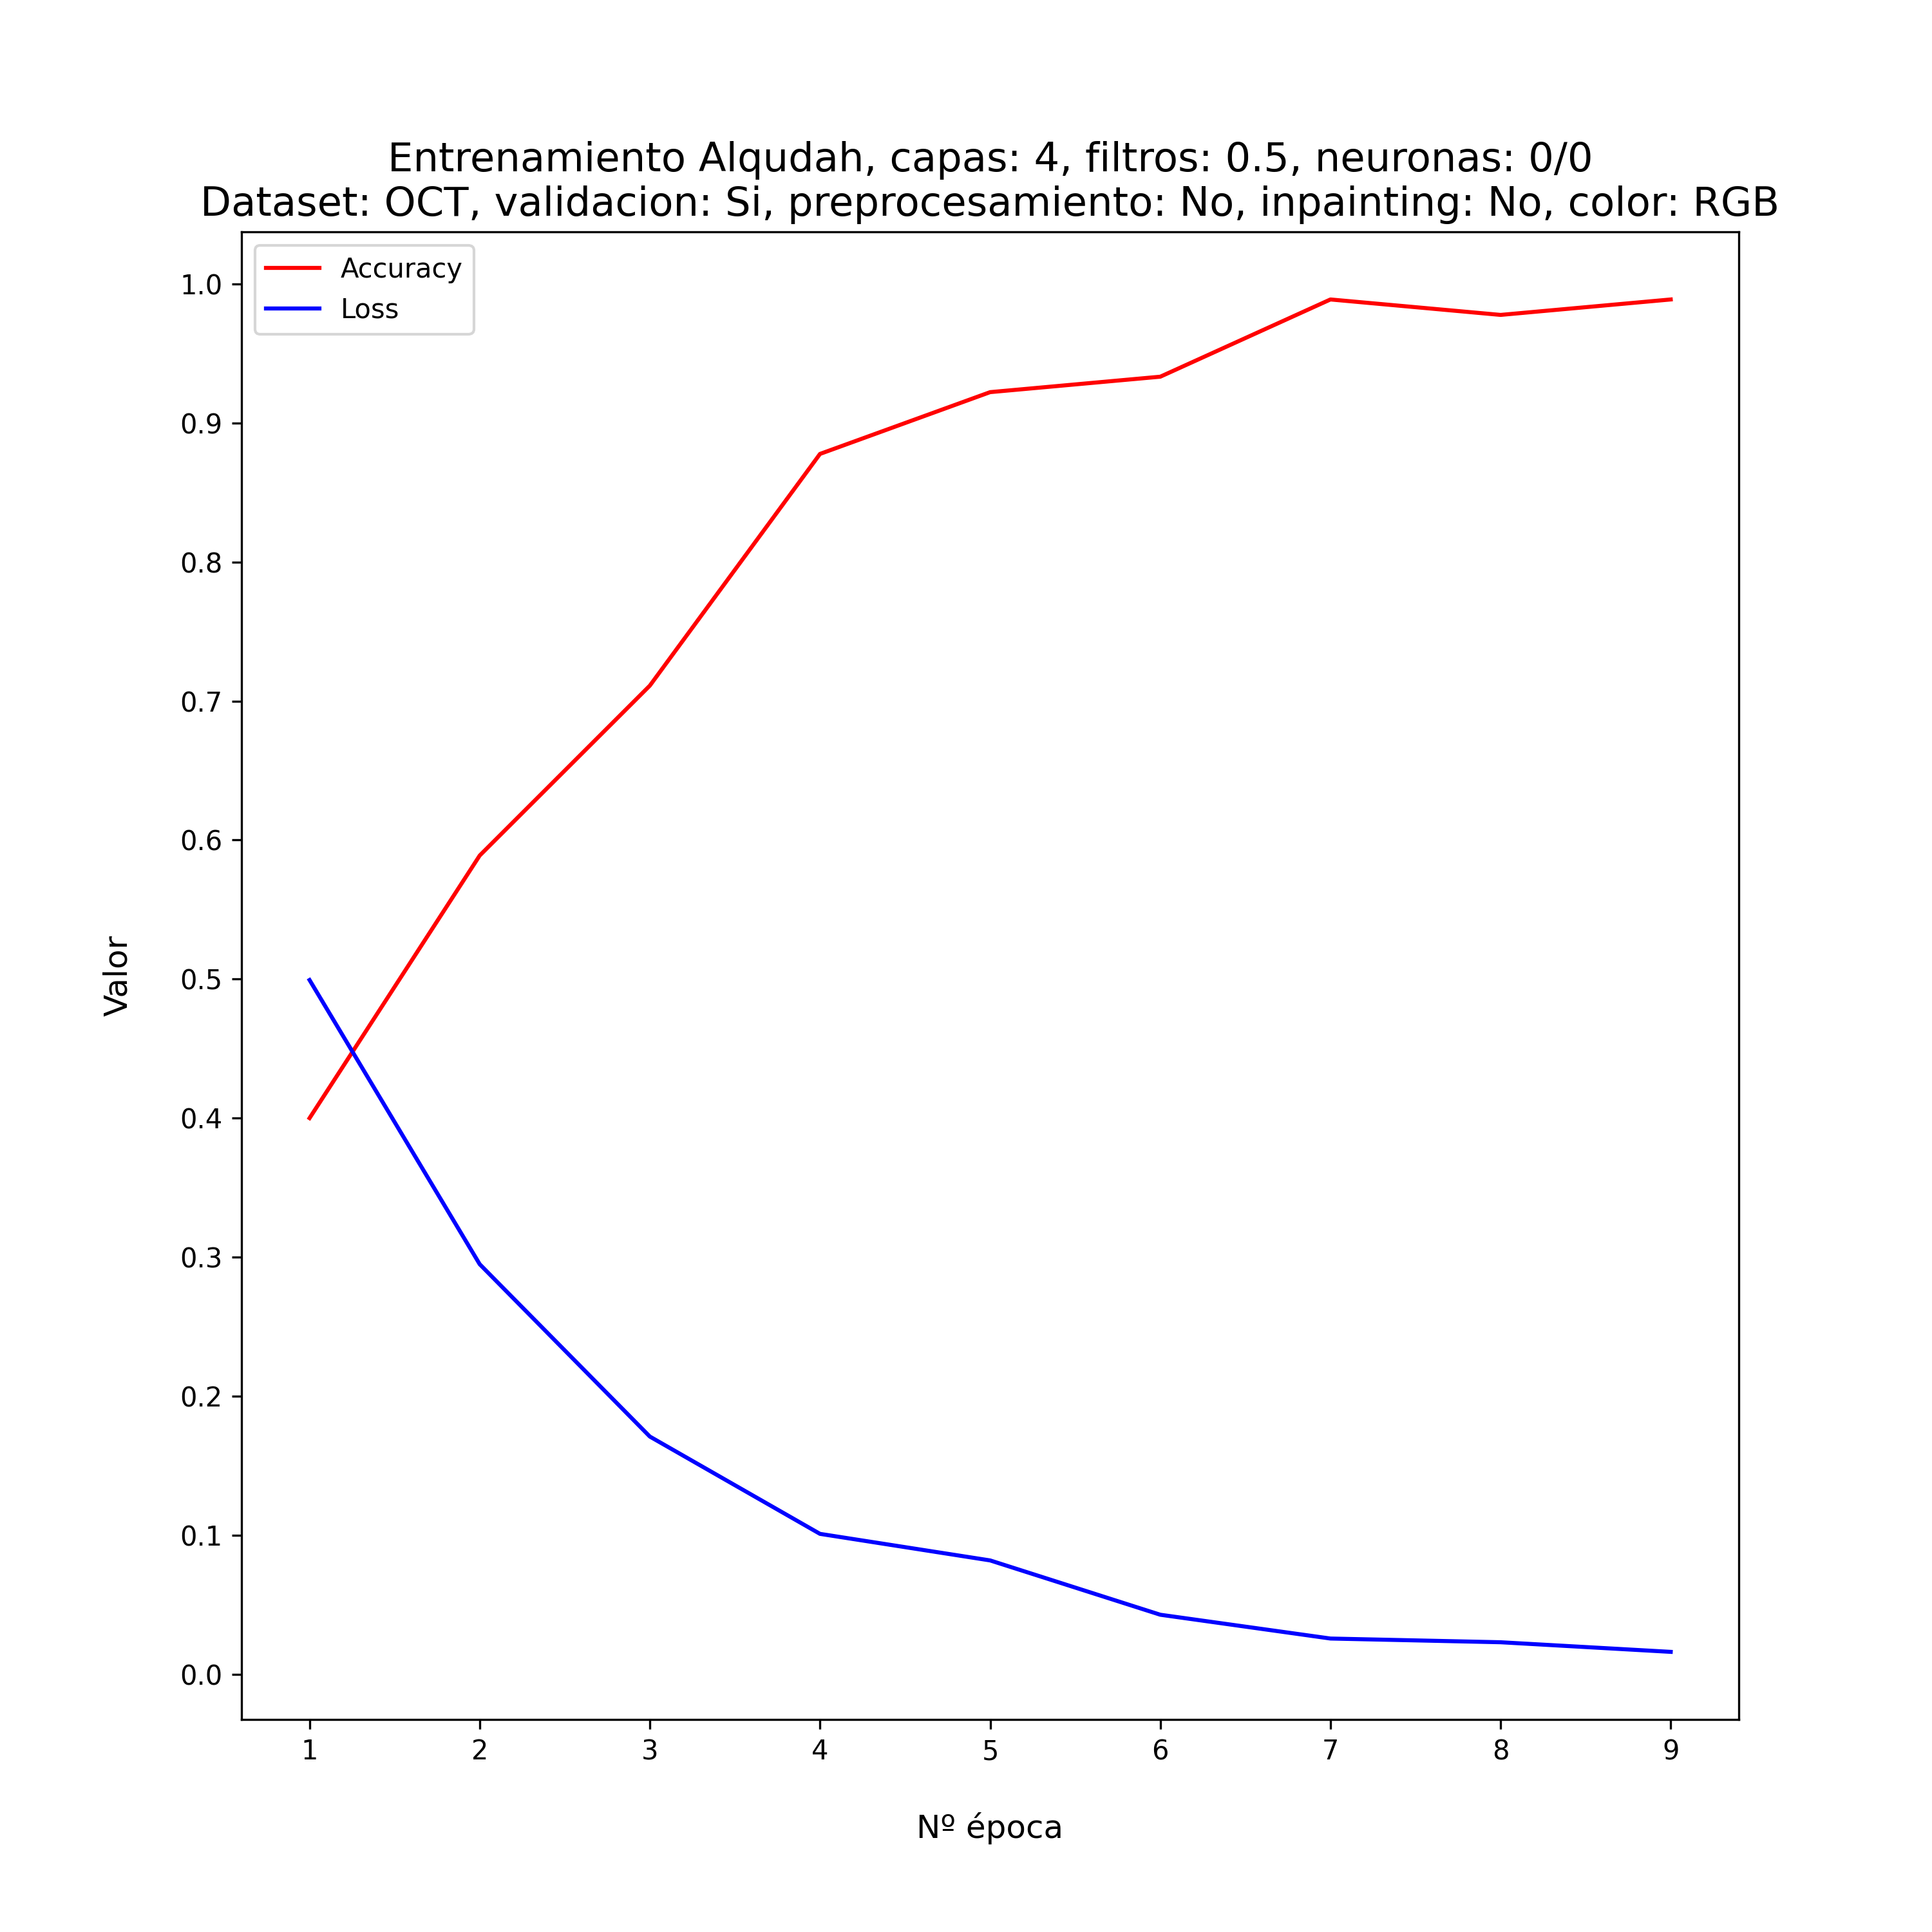 Entrenamiento Alqudah, capas: 4, filtros: 0.5, neuronas: 0/0
Dataset: OCT, validacion: Si, preprocesamiento: No, inpainting: No, color: RGB
Accuracy
Loss
1.0
0.9
0.8
0.7
0.6
0.5
0.4
0.3
0.2
0.1
0.0
Valor
1 2 3 4 5 6 7 8 9
Nº época